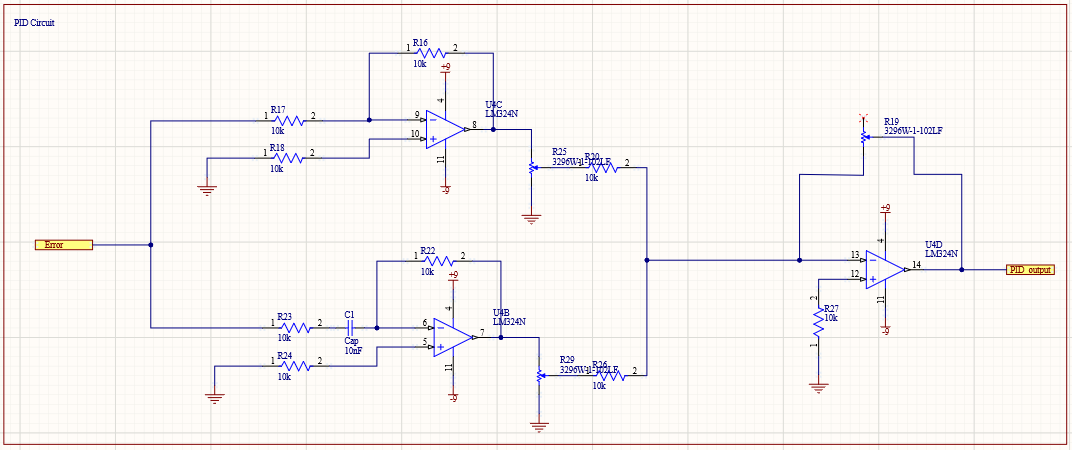 PID Circuit
R16
1 2
10k
+9
4
U4C
LM324N
R17
1 2
10k
9
8
10
R18
1 2
10k
11
-9
R25
3296W-1-102LF
R20
1 2
10k
R19
3296W-1-102LF
Error
+9
4
U4D
LM324N
13
14
12
PID_output
11
-9
2
R27
10k
1
R22
1 2
10k
+9
4
U4B
LM324N
R23
1 2
10k
C1
Cap
10nF
6
7
5
R24
1 2
10k
11
-9
R29
3296W-1-102LF
R26
1 2
10k